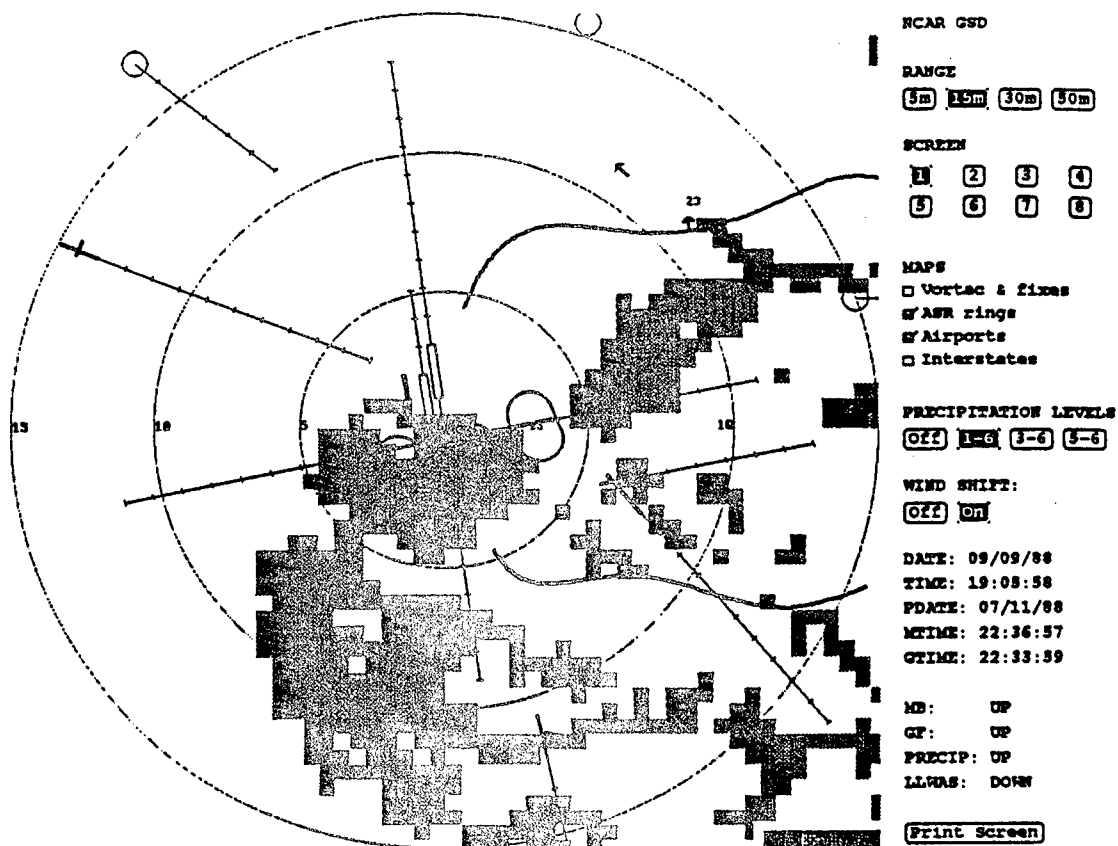 NCAR GSD
RANGE
5m 15m 30m 50m
SCREEN
1 2 3 4
5 6 7 8
MAPS
Vortac & fixes
ASR rings
Airports
Interstates
PRECIPITATION LEVELS
Off 1-6 3-6 5-6
WIND SHIFT:
Off On
DATE: 09/09/88
TIME: 19:05:58
PDATE: 07/11/88
MTIME: 22:36:57
GTIME: 22:33:59
MB: UP
GF: UP
PRECIP: UP
LLWAS: DOWN
Print Screen
23
15 10 5 10